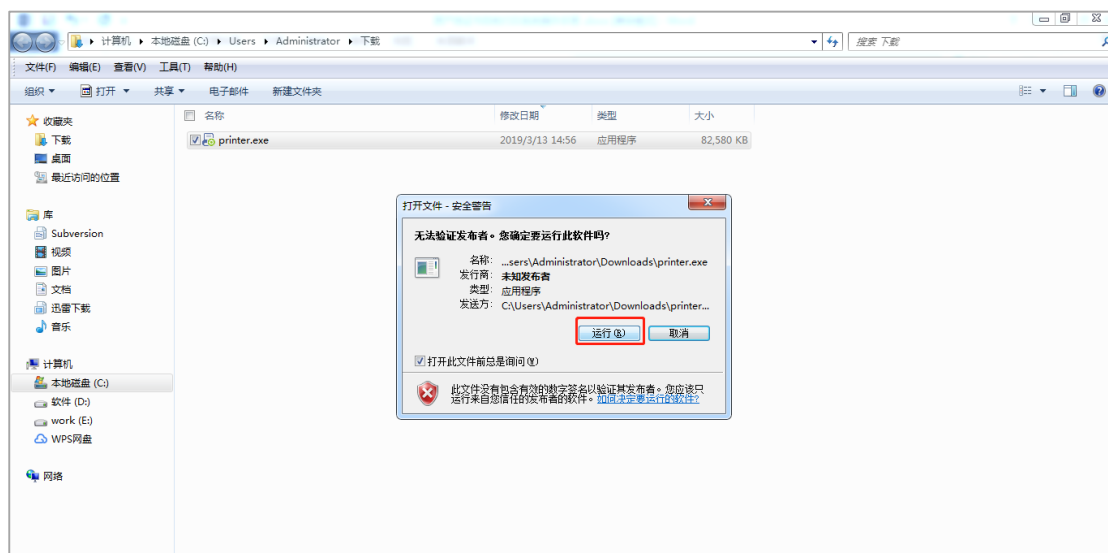 计算机 ▸ 本地磁盘 (C:) ▸ Users ▸ Administrator ▸ 下载
搜索 下载
文件(F) 编辑(E) 查看(V) 工具(T) 帮助(H)
组织 打开 共享 电子邮件 新建文件夹
名称 修改日期 类型 大小
printer.exe 2019/3/13 14:56 应用程序 82,580 KB
收藏夹
下载
桌面
最近访问的位置
库
Subversion
视频
图片
文档
迅雷下载
音乐
计算机
本地磁盘 (C:)
软件 (D:)
work (E:)
WPS网盘
网络
打开文件 - 安全警告
无法验证发布者。您确定要运行此软件吗?
名称: ...sers\Administrator\Downloads\printer.exe
发行商: 未知发布者
类型: 应用程序
发送方: C:\Users\Administrator\Downloads\printer...
运行(R) 取消
打开此文件前总是询问(W)
此文件没有包含有效的数字签名以验证其发布者。您应该只
运行来自您信任的发布者的软件。如何决定要运行的软件?